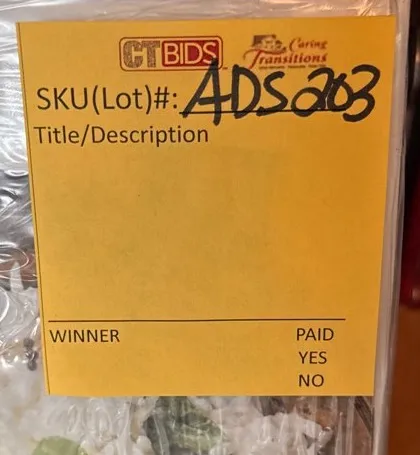 CTBIDS
Caring
Transitions
SKU(Lot)#: ADS203
Title/Description
WINNER PAID
YES
NO